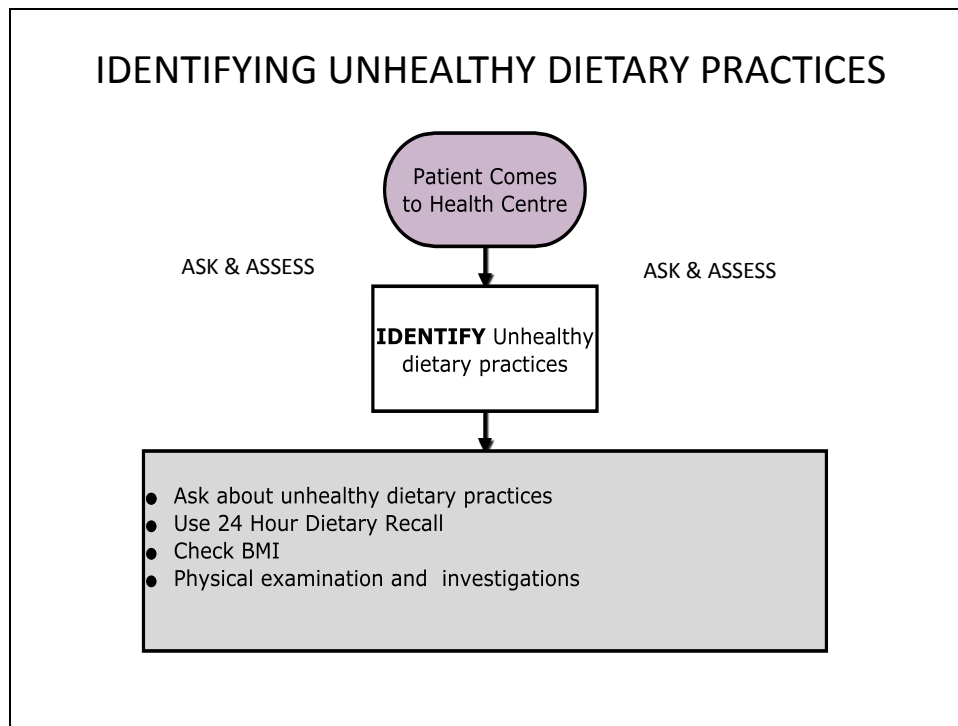 IDENTIFYING UNHEALTHY DIETARY PRACTICES
Patient Comes
to Health Centre
ASK & ASSESS
ASK & ASSESS
IDENTIFY Unhealthy
dietary practices
● Ask about unhealthy dietary practices
● Use 24 Hour Dietary Recall
● Check BMI
● Physical examination and  investigations